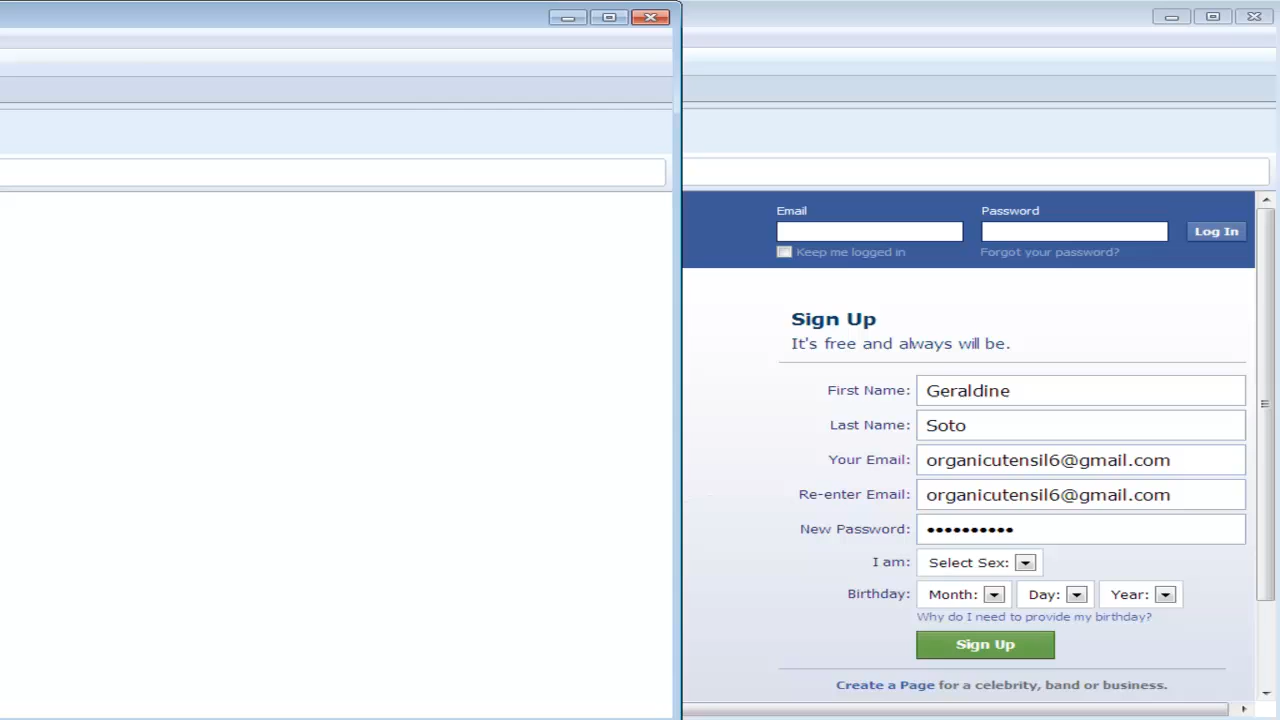 Email Password
Log In
Keep me logged in Forgot your password?
Sign Up
It's free and always will be.
First Name: Geraldine
Last Name: Soto
Your Email: organicutensil6@gmail.com
Re-enter Email: organicutensil6@gmail.com
New Password: ••••••••••
I am: Select Sex:
Birthday: Month: Day: Year:
Why do I need to provide my birthday?
Sign Up
Create a Page for a celebrity, band or business.